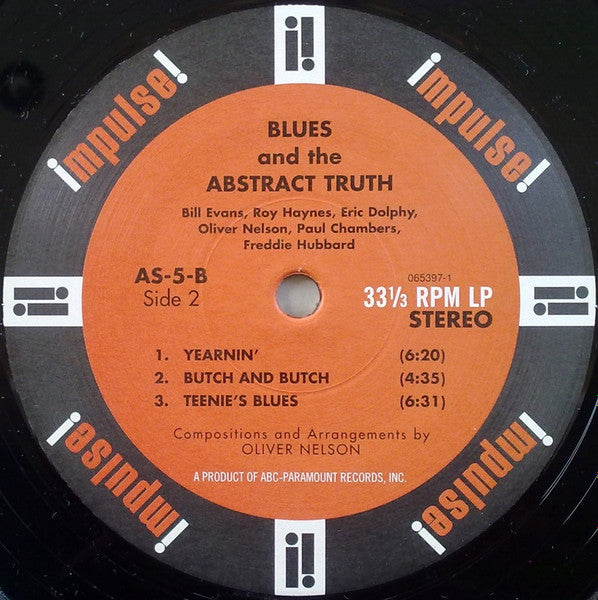 impulse!
impulse!
BLUES
and the
ABSTRACT TRUTH
Bill Evans, Roy Haynes, Eric Dolphy,
Oliver Nelson, Paul Chambers,
Freddie Hubbard
AS-5-B
Side 2
065397-1
33⅓ RPM LP
STEREO
1. YEARNIN' (6:20)
2. BUTCH AND BUTCH (4:35)
3. TEENIE'S BLUES (6:31)
Compositions and Arrangements by
OLIVER NELSON
A PRODUCT OF ABC-PARAMOUNT RECORDS, INC.
impulse!
impulse!